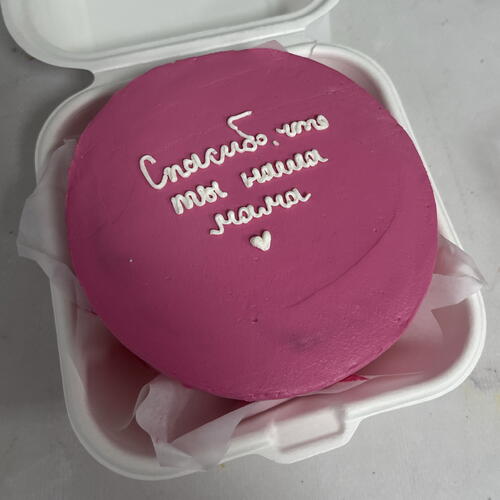 Спасибо, что
ты наша
мама